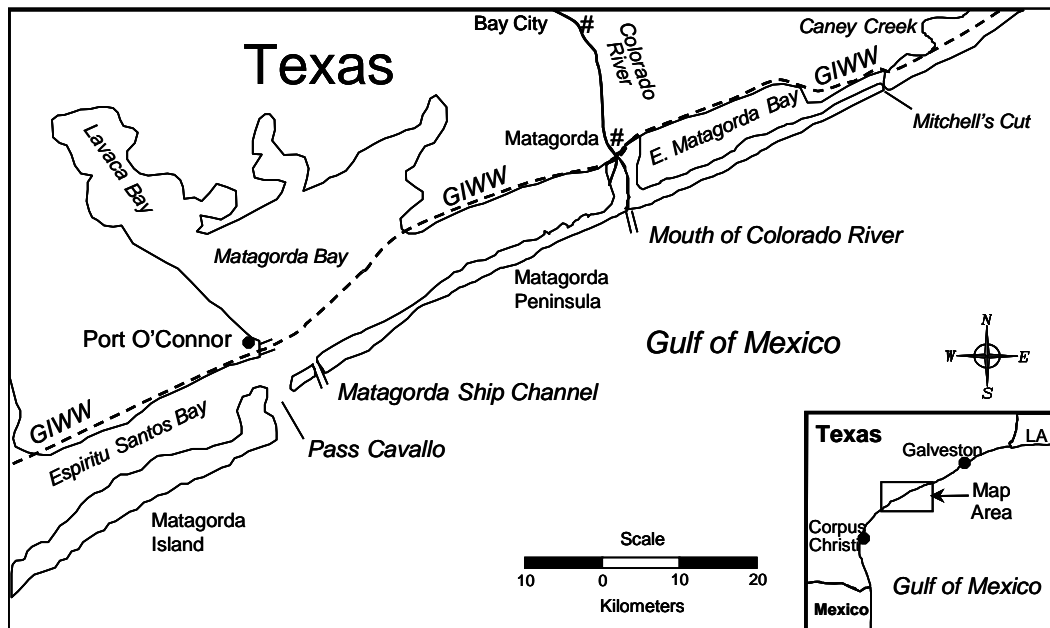 Bay City #
Colorado
River
Caney Creek
Texas
GIWW
Matagorda #
E. Matagorda Bay
Mitchell's Cut
Lavaca Bay
GIWW
Mouth of Colorado River
Matagorda Bay
Matagorda
Peninsula
Port O'Connor
Gulf of Mexico
N
W E
S
Matagorda Ship Channel
GIWW
Espiritu Santos Bay
Pass Cavallo
Matagorda
Island
Scale
10 0 10 20
Kilometers
Texas
LA
Galveston
Map
Area
Corpus
Christi
Gulf of Mexico
Mexico